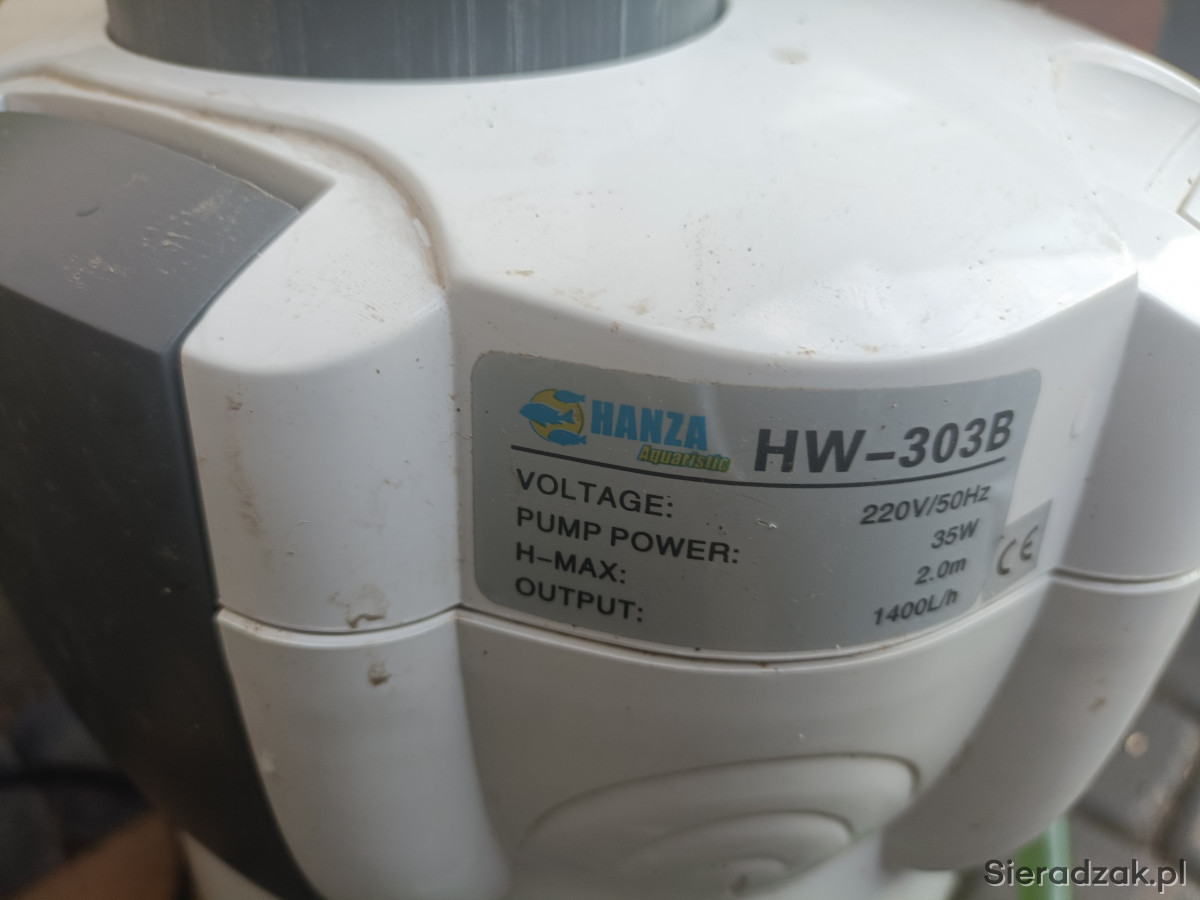 HANZA
Aquaristic
HW-303B
VOLTAGE: 220V/50Hz
PUMP POWER: 35W
H-MAX: 2.0m
OUTPUT: 1400L/h
CE
Sieradzak.pl